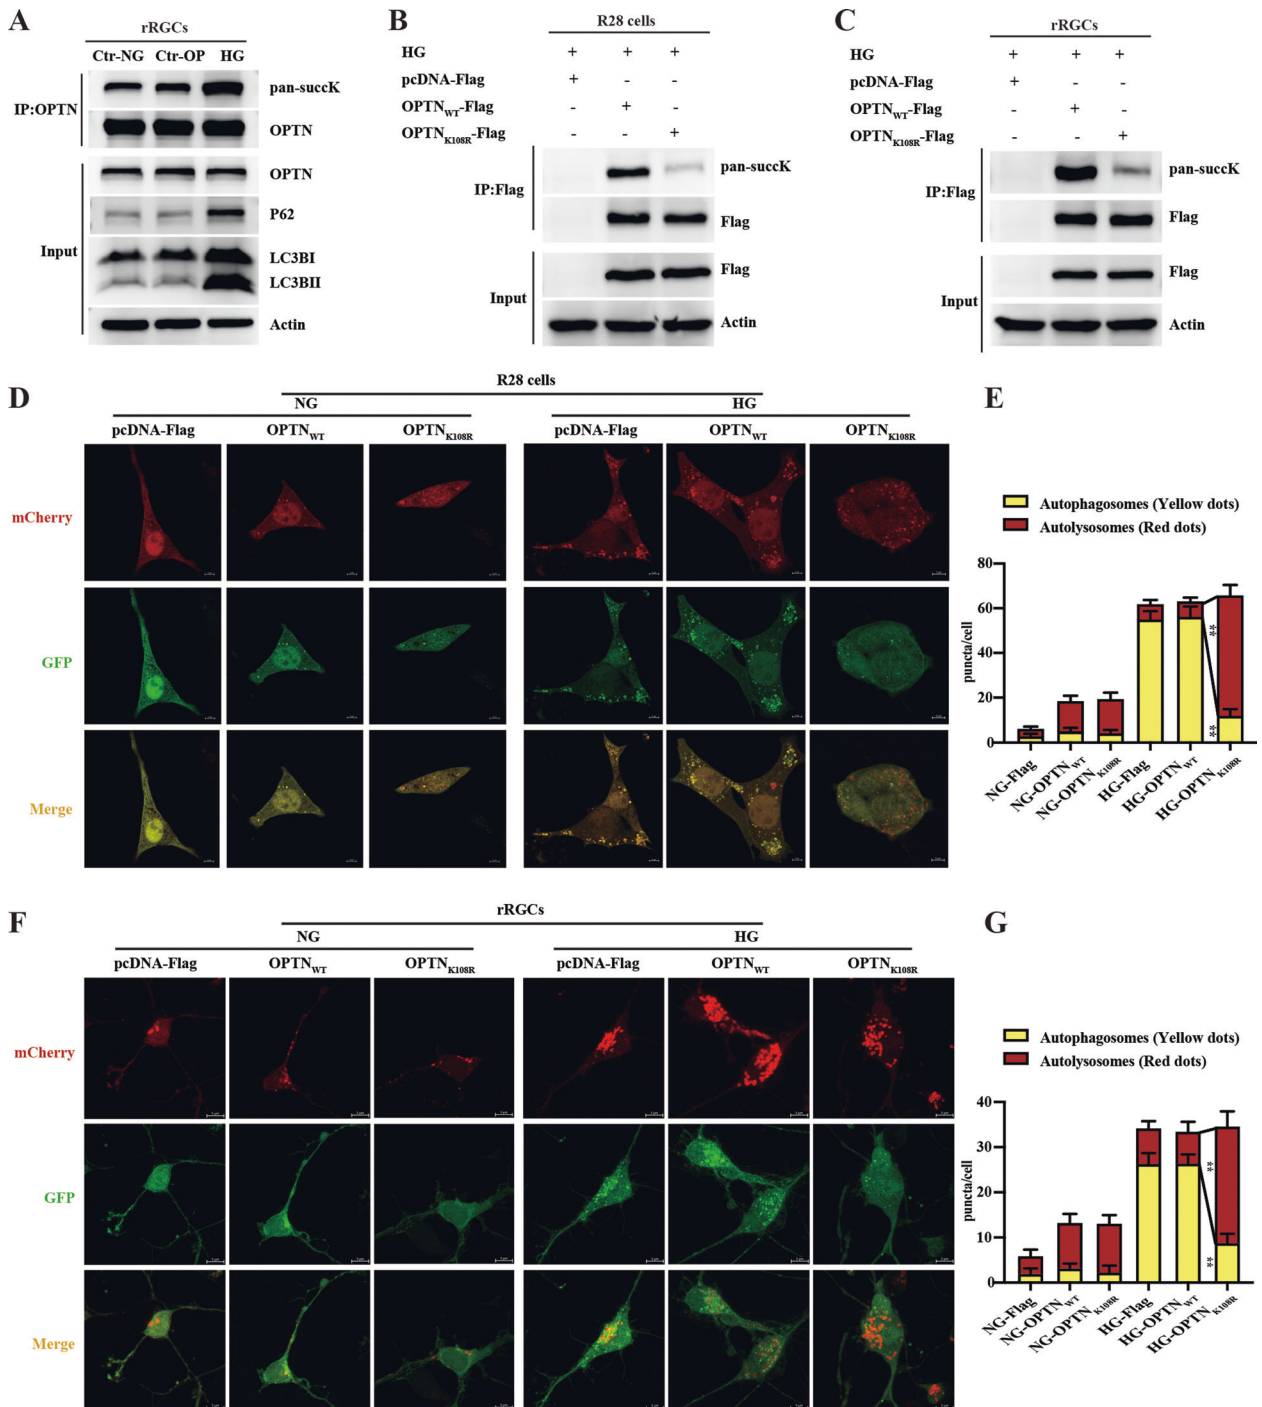 A
rRGCs
Ctr-NG Ctr-OP HG
IP:OPTN
pan-succK
OPTN
Input
OPTN
P62
LC3BI
LC3BII
Actin
B
R28 cells
HG + + +
pcDNA-Flag + - -
OPTNWT-Flag - + -
OPTNK108R-Flag - - +
IP:Flag
pan-succK
Flag
Input
Flag
Actin
C
rRGCs
HG + + +
pcDNA-Flag + - -
OPTNWT-Flag - + -
OPTNK108R-Flag - - +
IP:Flag
pan-succK
Flag
Input
Flag
Actin
D
R28 cells
NG HG
pcDNA-Flag OPTNWT OPTNK108R pcDNA-Flag OPTNWT OPTNK108R
mCherry
GFP
Merge
E
Autophagosomes (Yellow dots)
Autolysosomes (Red dots)
puncta/cell
80
60
40
20
0
**
**
NG-Flag
NG-OPTNWT
NG-OPTNK108R
HG-Flag
HG-OPTNWT
HG-OPTNK108R
F
rRGCs
NG HG
pcDNA-Flag OPTNWT OPTNK108R pcDNA-Flag OPTNWT OPTNK108R
mCherry
GFP
Merge
G
Autophagosomes (Yellow dots)
Autolysosomes (Red dots)
puncta/cell
40
30
20
10
0
**
**
NG-Flag
NG-OPTNWT
NG-OPTNK108R
HG-Flag
HG-OPTNWT
HG-OPTNK108R